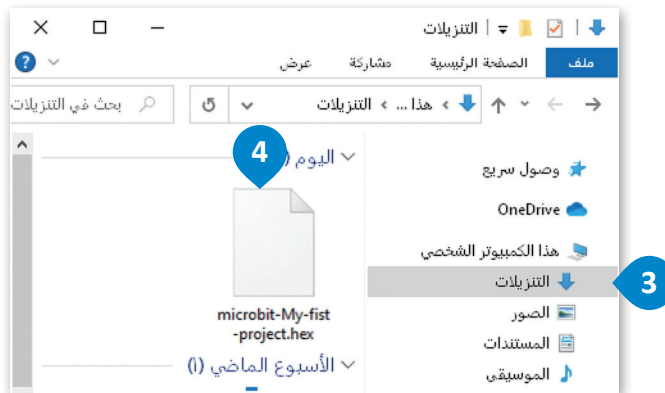 التنزيلات
ملف الصفحة الرئيسية مشاركة عرض
هذا ... التنزيلات
بحث في التنزيلات
وصول سريع
OneDrive
هذا الكمبيوتر الشخصي
التنزيلات
3
الصور
المستندات
الموسيقى
اليوم
4
microbit-My-fist
-project.hex
الأسبوع الماضي (١)